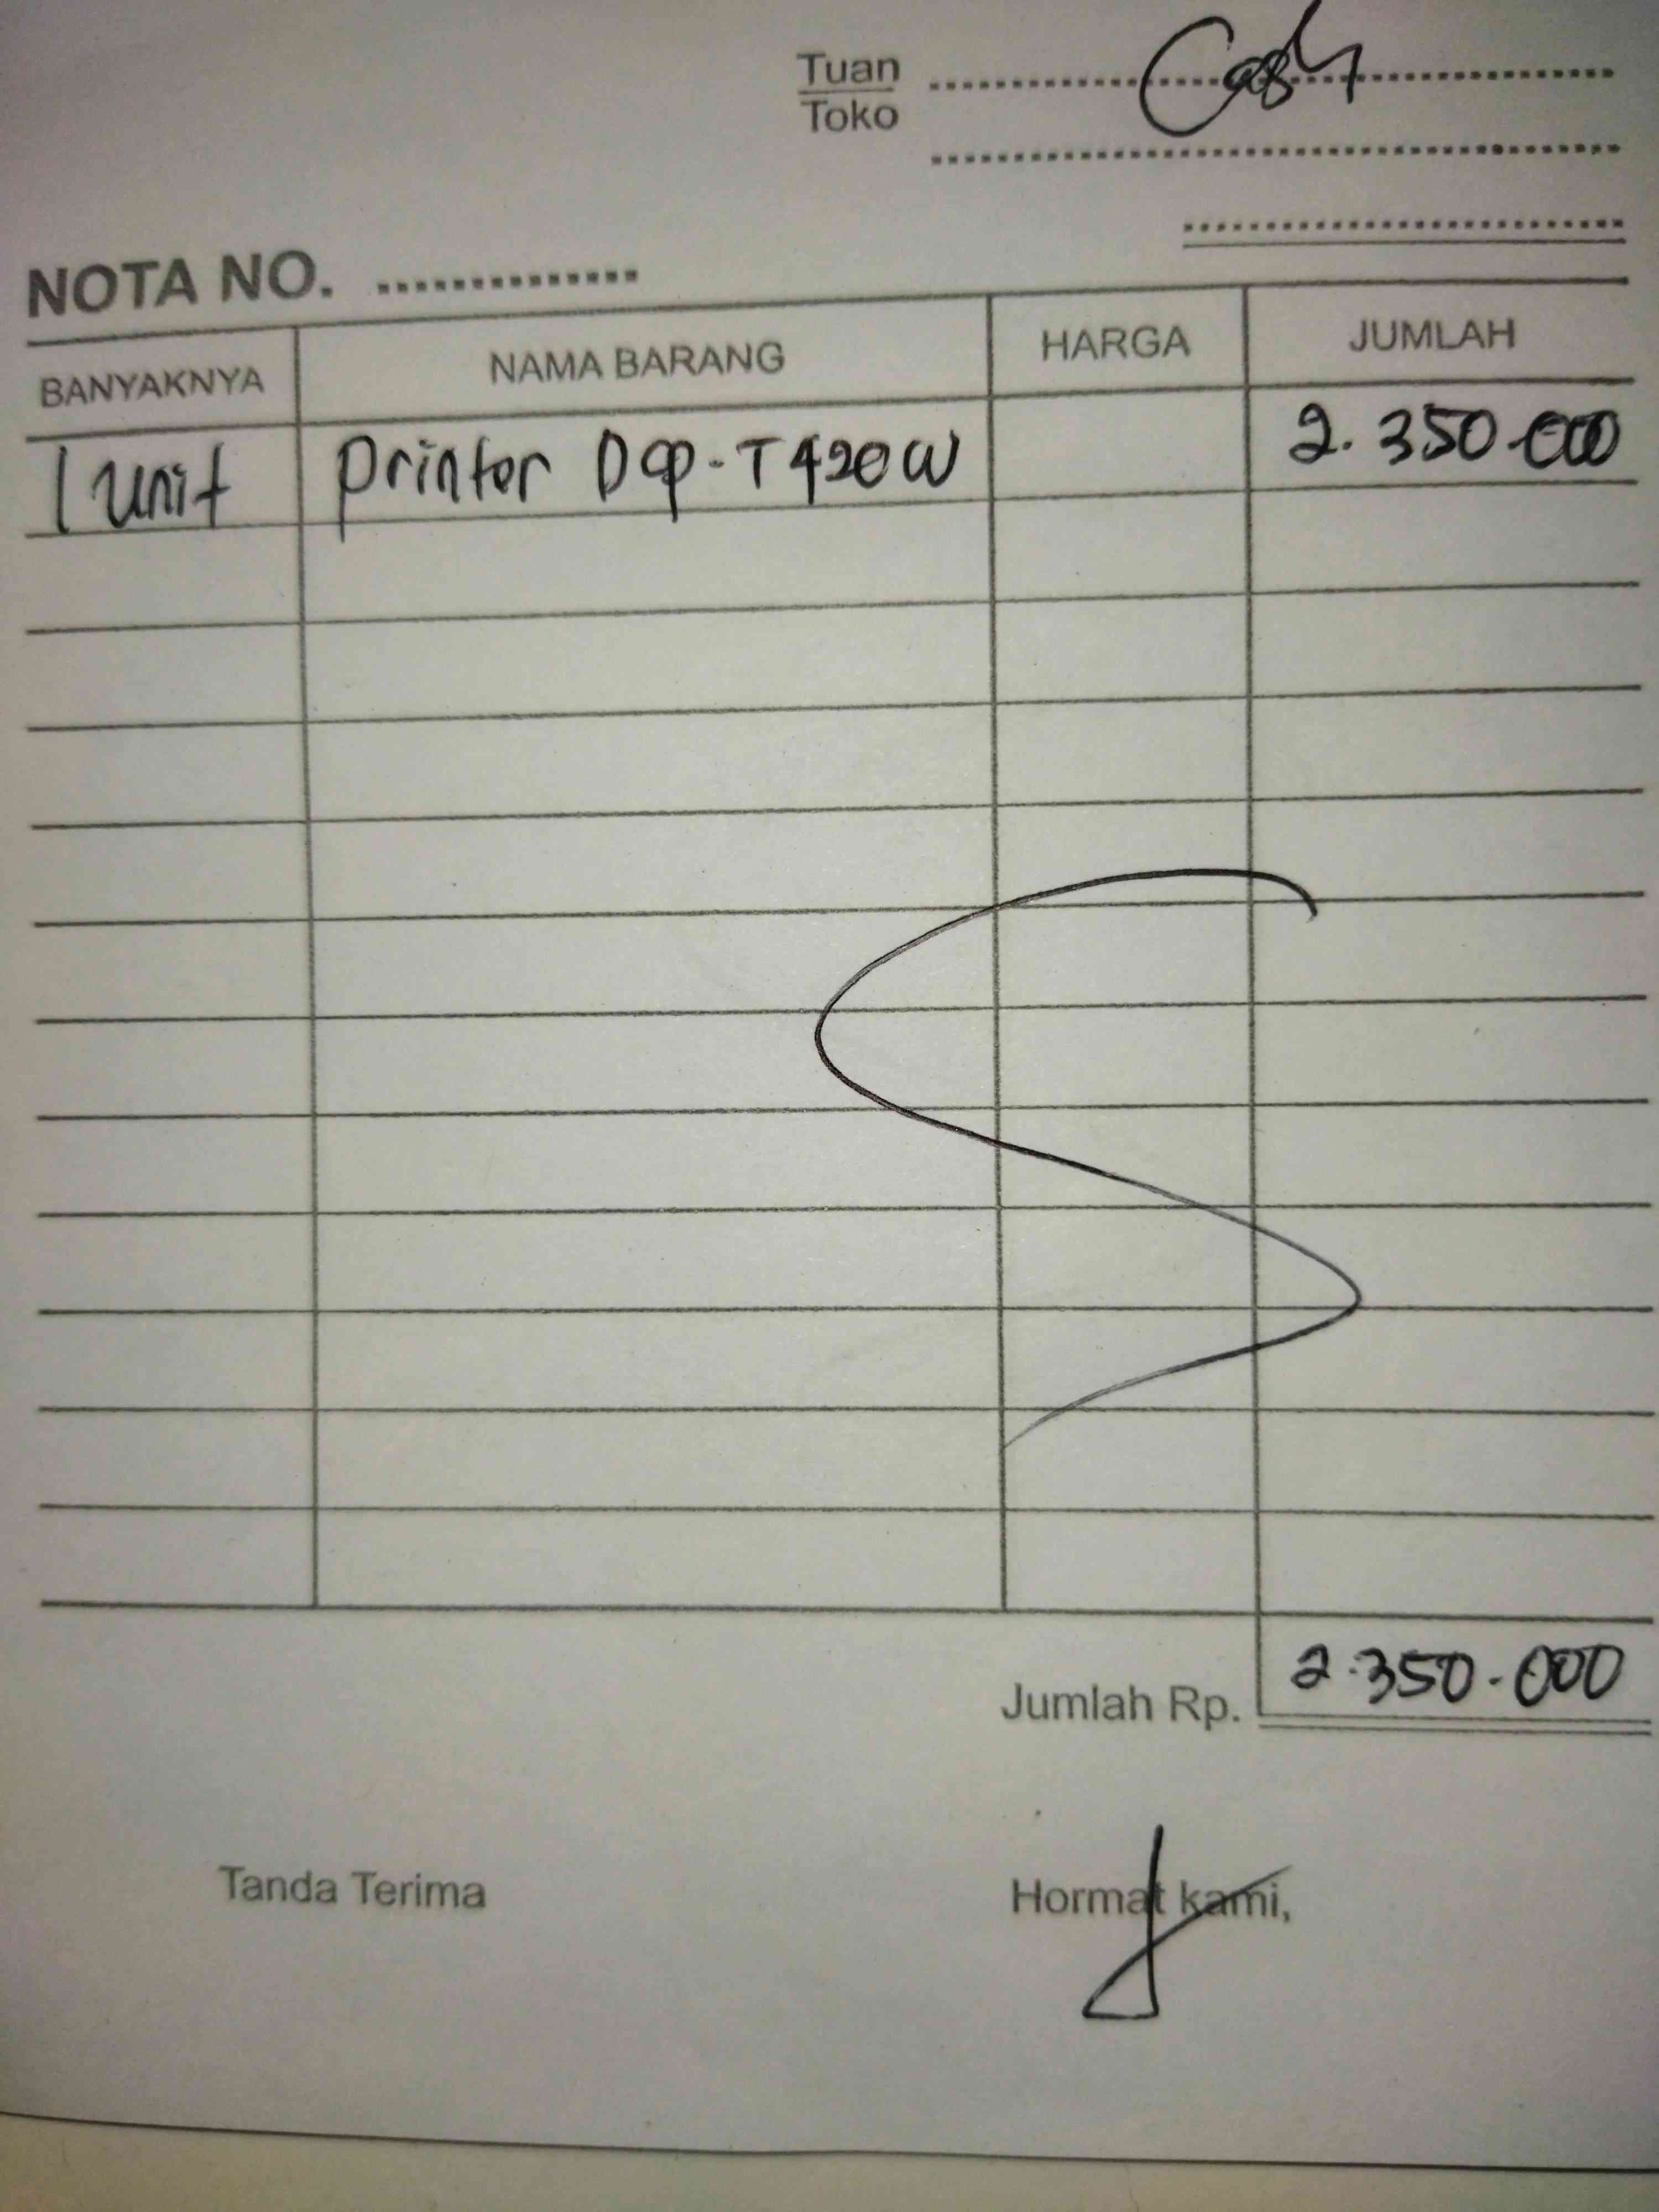 Tuan Cash
Toko
NOTA NO.
BANYAKNYA NAMA BARANG HARGA JUMLAH
1 Unit Printer Dcp-T420W 2.350.000
Jumlah Rp. 2.350.000
Tanda Terima Hormat kami,